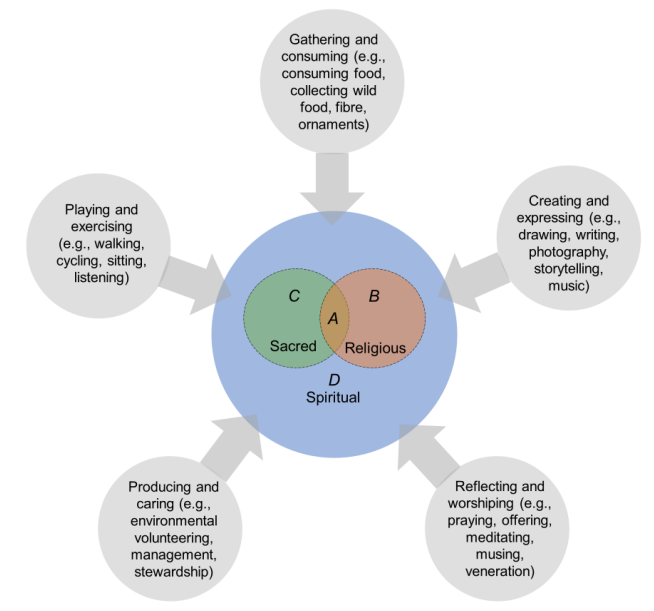 Gathering and
consuming (e.g.,
consuming food,
collecting wild
food, fibre,
ornaments)
Playing and
exercising
(e.g., walking,
cycling, sitting,
listening)
Creating and
expressing (e.g.,
drawing, writing,
photography,
storytelling,
music)
C
B
A
Sacred
Religious
D
Spiritual
Producing and
caring (e.g.,
environmental
volunteering,
management,
stewardship)
Reflecting and
worshiping (e.g.,
praying, offering,
meditating,
musing,
veneration)